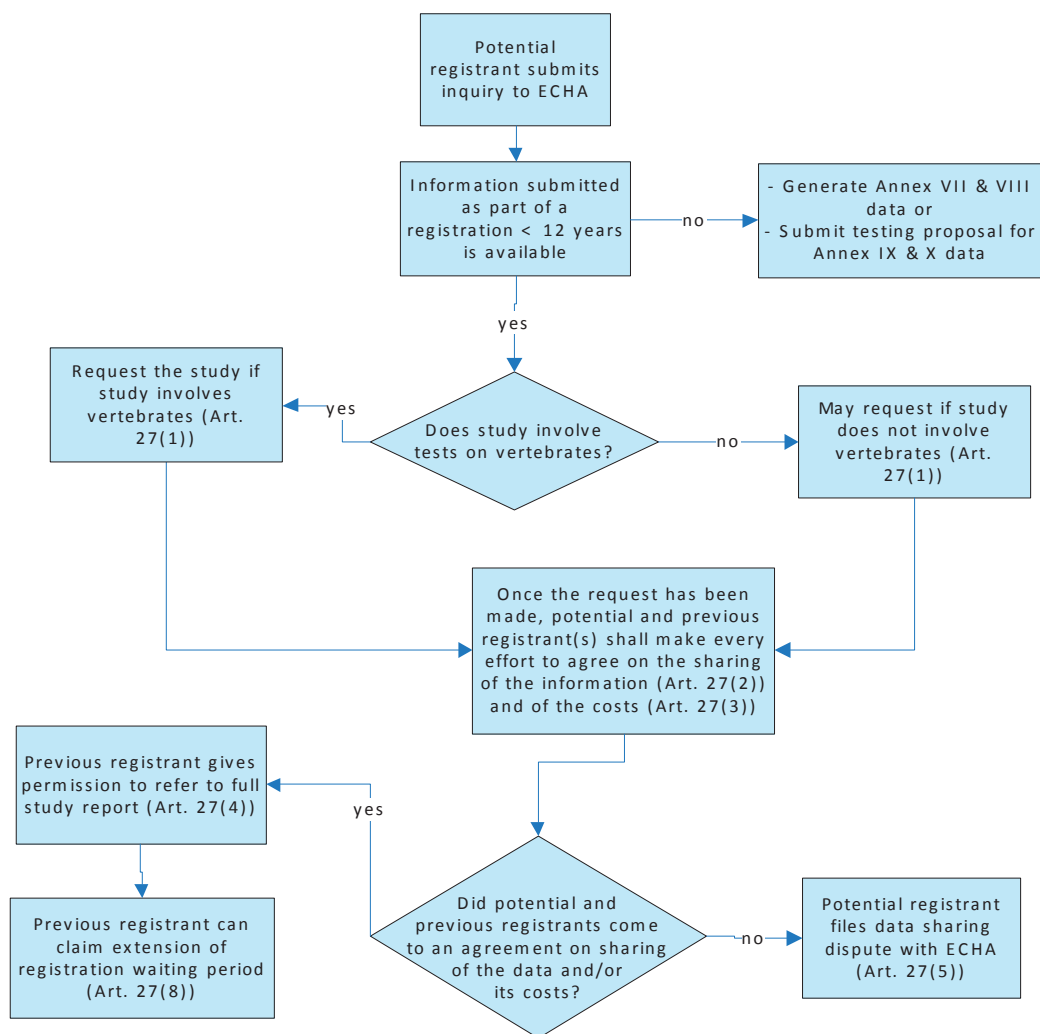 Potential
registrant submits
inquiry to ECHA
Information submitted
as part of a
registration < 12 years
is available
no
- Generate Annex VII & VIII
data or
- Submit testing proposal for
Annex IX & X data
yes
Request the study if
study involves
vertebrates (Art.
27(1))
yes
Does study involve
tests on vertebrates?
no
May request if study
does not involve
vertebrates (Art.
27(1))
Once the request has been
made, potential and previous
registrant(s) shall make every
effort to agree on the sharing
of the information (Art. 27(2))
and of the costs (Art. 27(3))
Previous registrant gives
permission to refer to full
study report (Art. 27(4))
yes
Previous registrant can
claim extension of
registration waiting period
(Art. 27(8))
Did potential and
previous registrants come
to an agreement on sharing
of the data and/or
its costs?
no
Potential registrant
files data sharing
dispute with ECHA
(Art. 27(5))